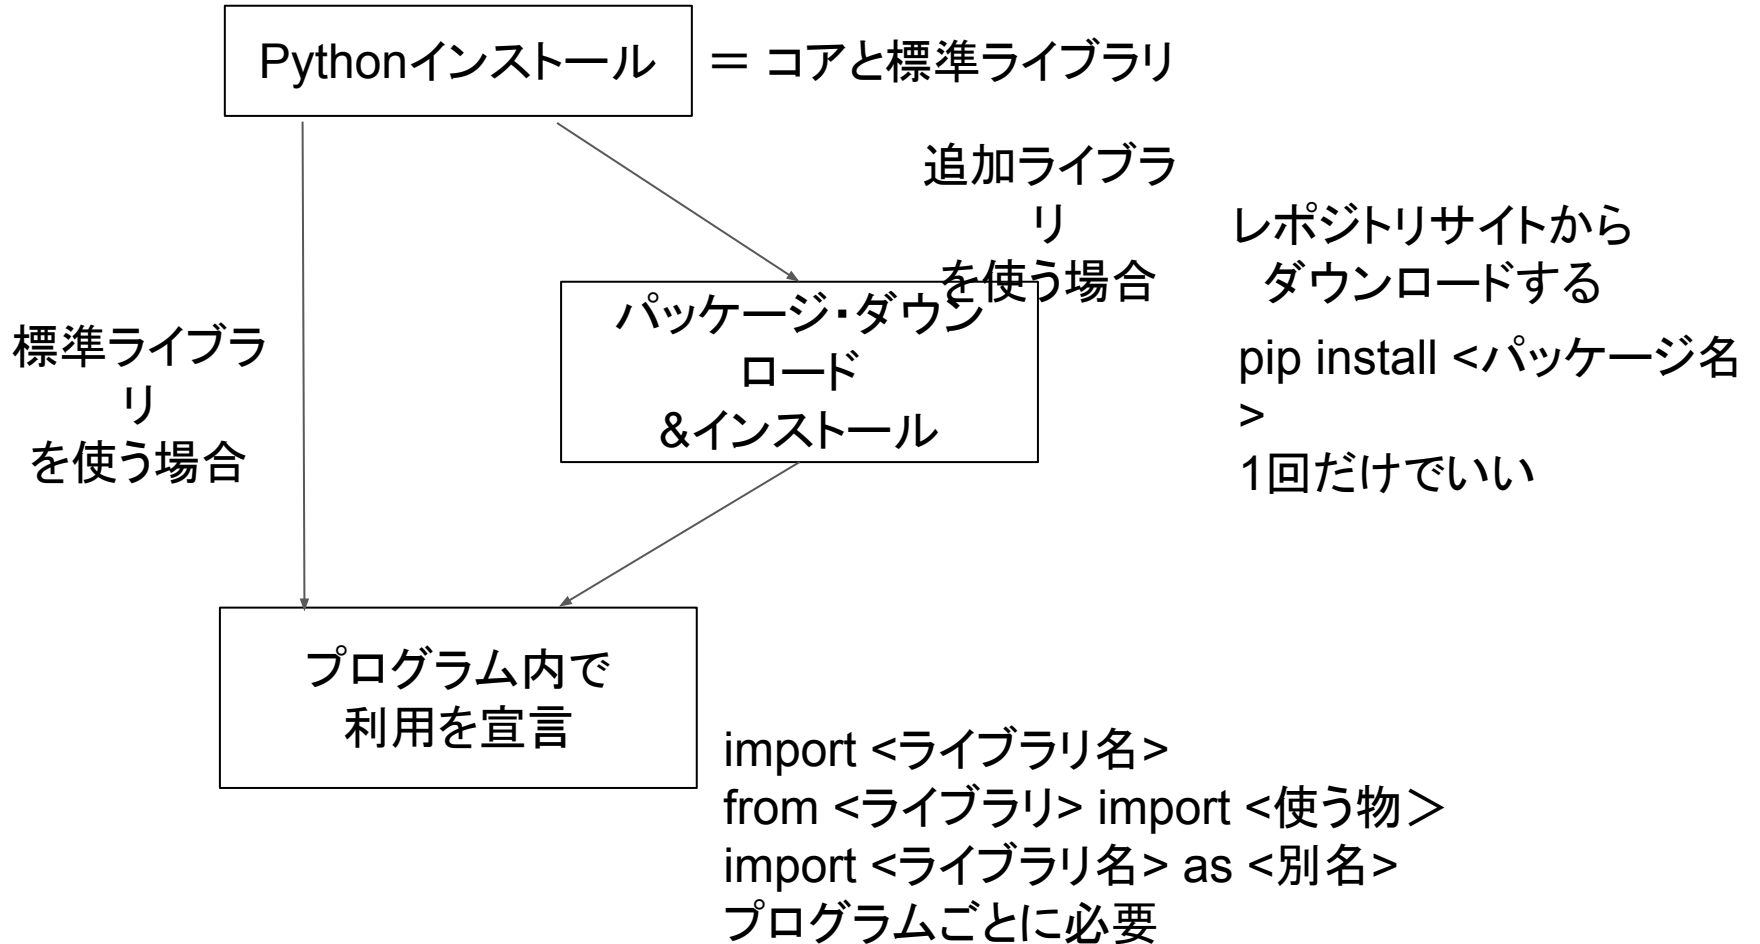 Pythonインストール
＝ コアと標準ライブラリ
追加ライブラ
リ
を使う場合
レポジトリサイトから
ダウンロードする
パッケージ・ダウン
ロード
&インストール
標準ライブラ
リ
を使う場合
pip install <パッケージ名
>
1回だけでいい
プログラム内で
利用を宣言
import <ライブラリ名>
from <ライブラリ> import <使う物＞
import <ライブラリ名> as <別名>
プログラムごとに必要